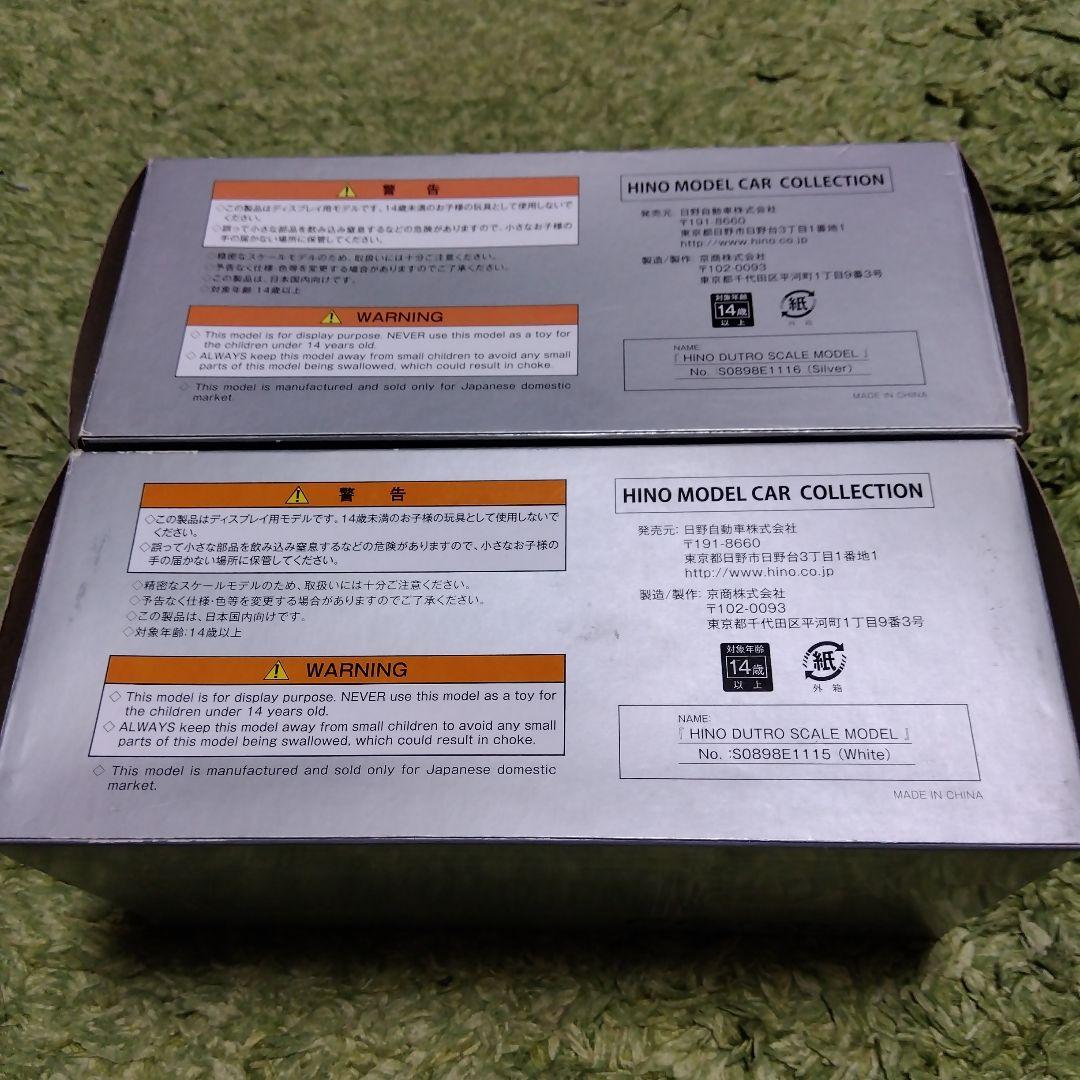 警 告
◇この製品はディスプレイ用モデルです。14歳未満のお子様の玩具として使用しないで
ください。
◇誤って小さな部品を飲み込み窒息するなどの危険がありますので、小さなお子様の
手の届かない場所に保管してください。
◇精密なスケールモデルのため、取扱いには十分ご注意ください。
◇予告なく仕様・色等を変更する場合がありますのでご了承ください。
◇この製品は、日本国内向けです。
◇対象年齢:14歳以上
WARNING
◇ This model is for display purpose. NEVER use this model as a toy for
the children under 14 years old.
◇ ALWAYS keep this model away from small children to avoid any small
parts of this model being swallowed, which could result in choke.
◇ This model is manufactured and sold only for Japanese domestic
market.
HINO MODEL CAR COLLECTION
発売元: 日野自動車株式会社
〒191-8660
東京都日野市日野台3丁目1番地1
http://www.hino.co.jp
製造/製作: 京商株式会社
〒102-0093
東京都千代田区平河町1丁目9番3号
対象年齢
14歳
以上
紙
外箱
NAME:
『 HINO DUTRO SCALE MODEL 』
No. :S0898E1116 (Silver)
MADE IN CHINA
警 告
◇この製品はディスプレイ用モデルです。14歳未満のお子様の玩具として使用しないで
ください。
◇誤って小さな部品を飲み込み窒息するなどの危険がありますので、小さなお子様の
手の届かない場所に保管してください。
◇精密なスケールモデルのため、取扱いには十分ご注意ください。
◇予告なく仕様・色等を変更する場合がありますのでご了承ください。
◇この製品は、日本国内向けです。
◇対象年齢:14歳以上
WARNING
◇ This model is for display purpose. NEVER use this model as a toy for
the children under 14 years old.
◇ ALWAYS keep this model away from small children to avoid any small
parts of this model being swallowed, which could result in choke.
◇ This model is manufactured and sold only for Japanese domestic
market.
HINO MODEL CAR COLLECTION
発売元: 日野自動車株式会社
〒191-8660
東京都日野市日野台3丁目1番地1
http://www.hino.co.jp
製造/製作: 京商株式会社
〒102-0093
東京都千代田区平河町1丁目9番3号
対象年齢
14歳
以上
紙
外箱
NAME:
『 HINO DUTRO SCALE MODEL 』
No. :S0898E1115 (White)
MADE IN CHINA